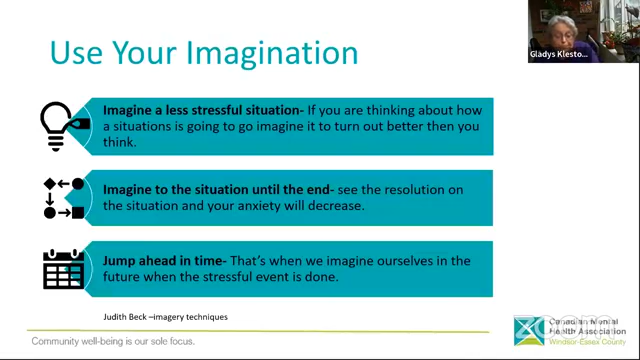 Use Your Imagination
Gladys Klesto...
Imagine a less stressful situation- If you are thinking about how
a situations is going to go imagine it to turn out better then you
think.
Imagine to the situation until the end- see the resolution on
the situation and your anxiety will decrease.
Jump ahead in time- That's when we imagine ourselves in the
future when the stressful event is done.
Judith Beck –imagery techniques
Community well-being is our sole focus.
Canadian Mental
Health Association
Windsor-Essex County
zoom